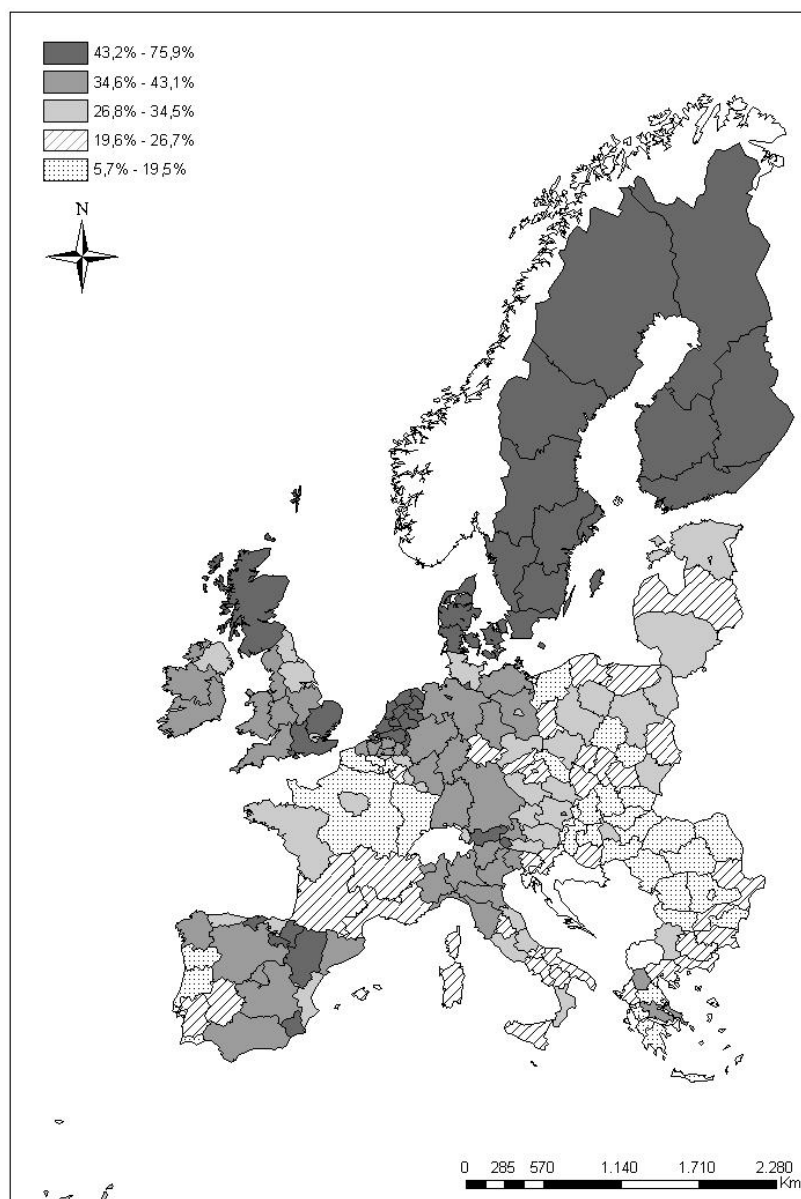 43,2% - 75,9%
34,6% - 43,1%
26,8% - 34,5%
19,6% - 26,7%
5,7% - 19,5%
N
0 285 570 1.140 1.710 2.280
Km